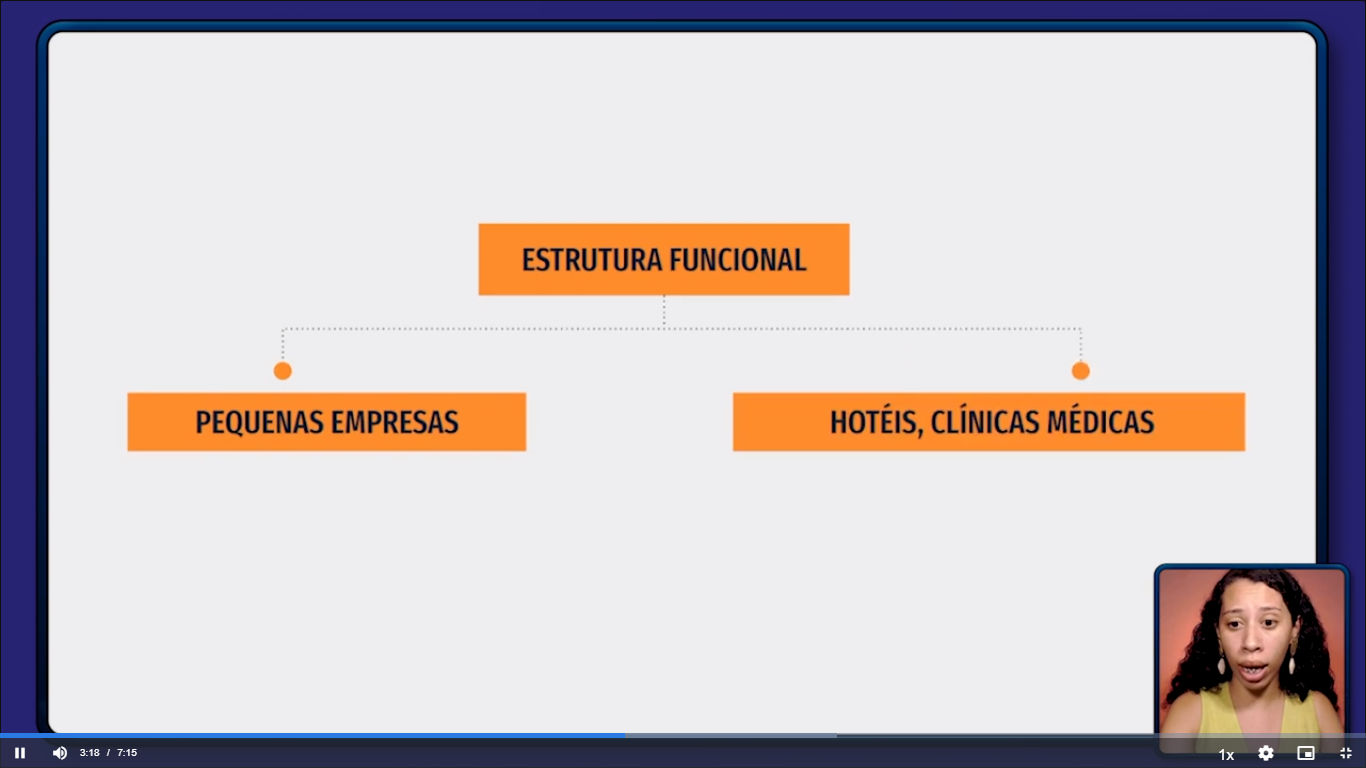 ESTRUTURA FUNCIONAL
PEQUENAS EMPRESAS
HOTÉIS, CLÍNICAS MÉDICAS
3:18 / 7:15
1x